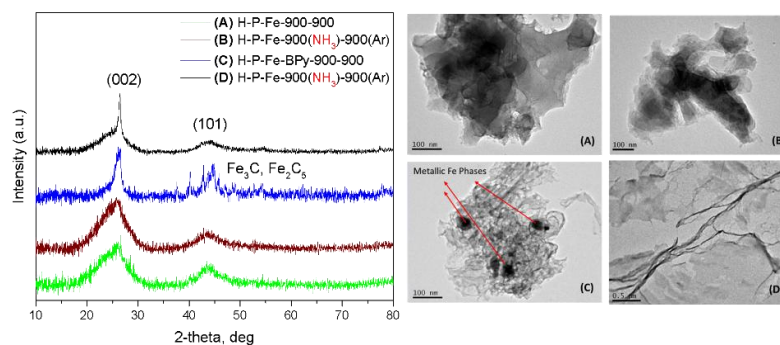 (A) H-P-Fe-900-900
(B) H-P-Fe-900(NH3)-900(Ar)
(C) H-P-Fe-BPy-900-900
(D) H-P-Fe-900(NH3)-900(Ar)
(002)
(101)
Fe3C, Fe2C5
Intensity (a.u.)
10 20 30 40 50 60 70 80
2-theta, deg
100 nm
(A)
100 nm
(B
Metallic Fe Phases
100 nm
(C)
0.5 µm
(D)